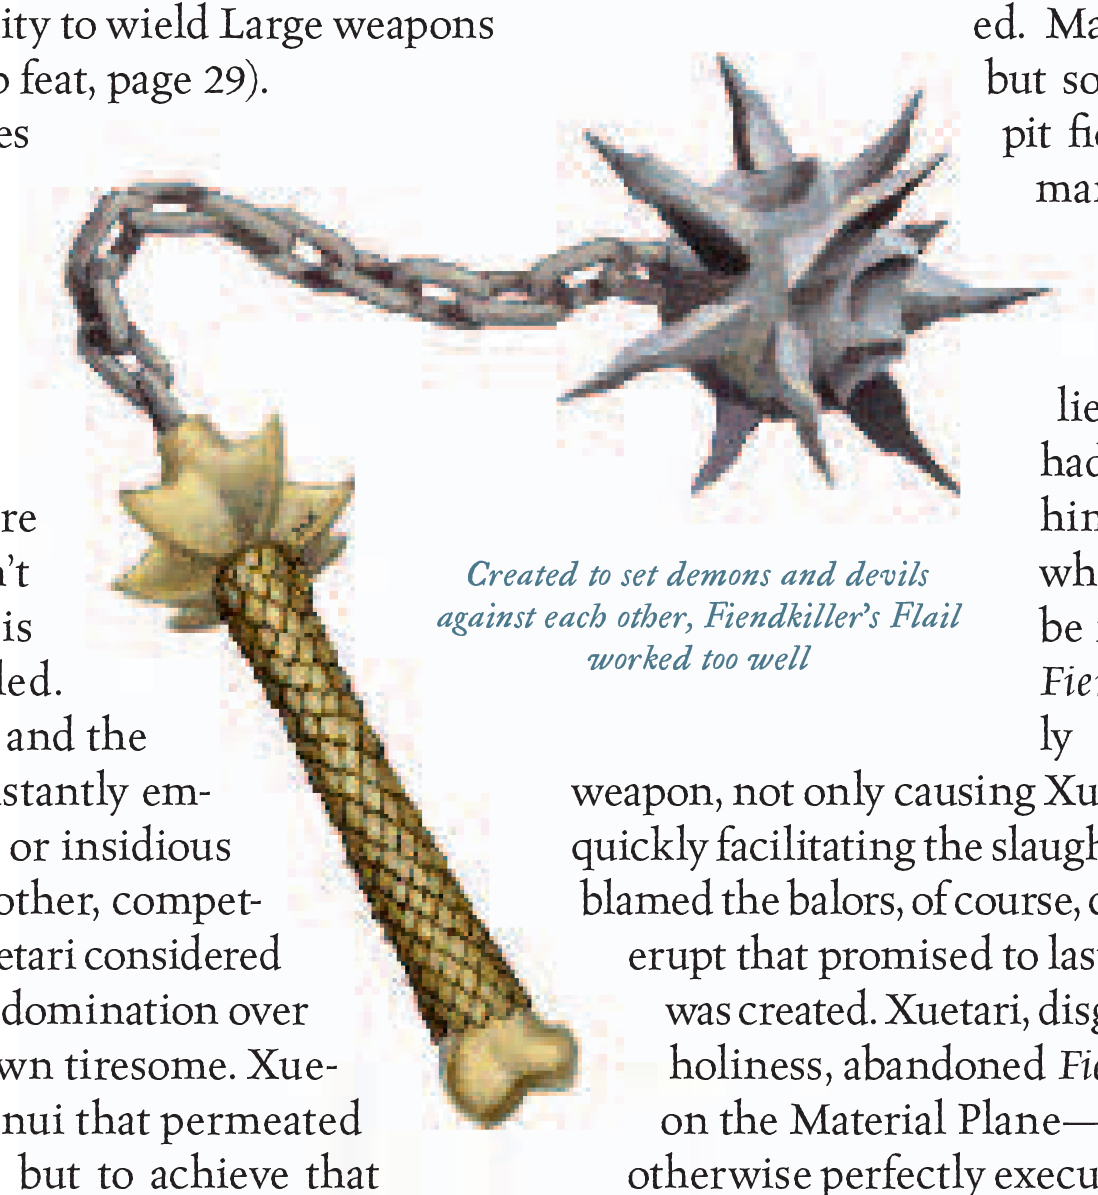 ity to wield Large weapons
feat, page 29).
es
re
't
is
led.
and the
stantly em-
or insidious
other, compet-
etari considered
domination over
wn tiresome. Xue-
nui that permeated
but to achieve that
Created to set demons and devils
against each other, Fiendkiller's Flail
worked too well
ed. Ma
but so
pit fi
ma
lie
had
hi
wh
be
Fie
ly
weapon, not only causing Xu
quickly facilitating the slaugh
blamed the balors, of course,
erupt that promised to las
was created. Xuetari, disg
holiness, abandoned Fi
on the Material Plane—
otherwise perfectly execu